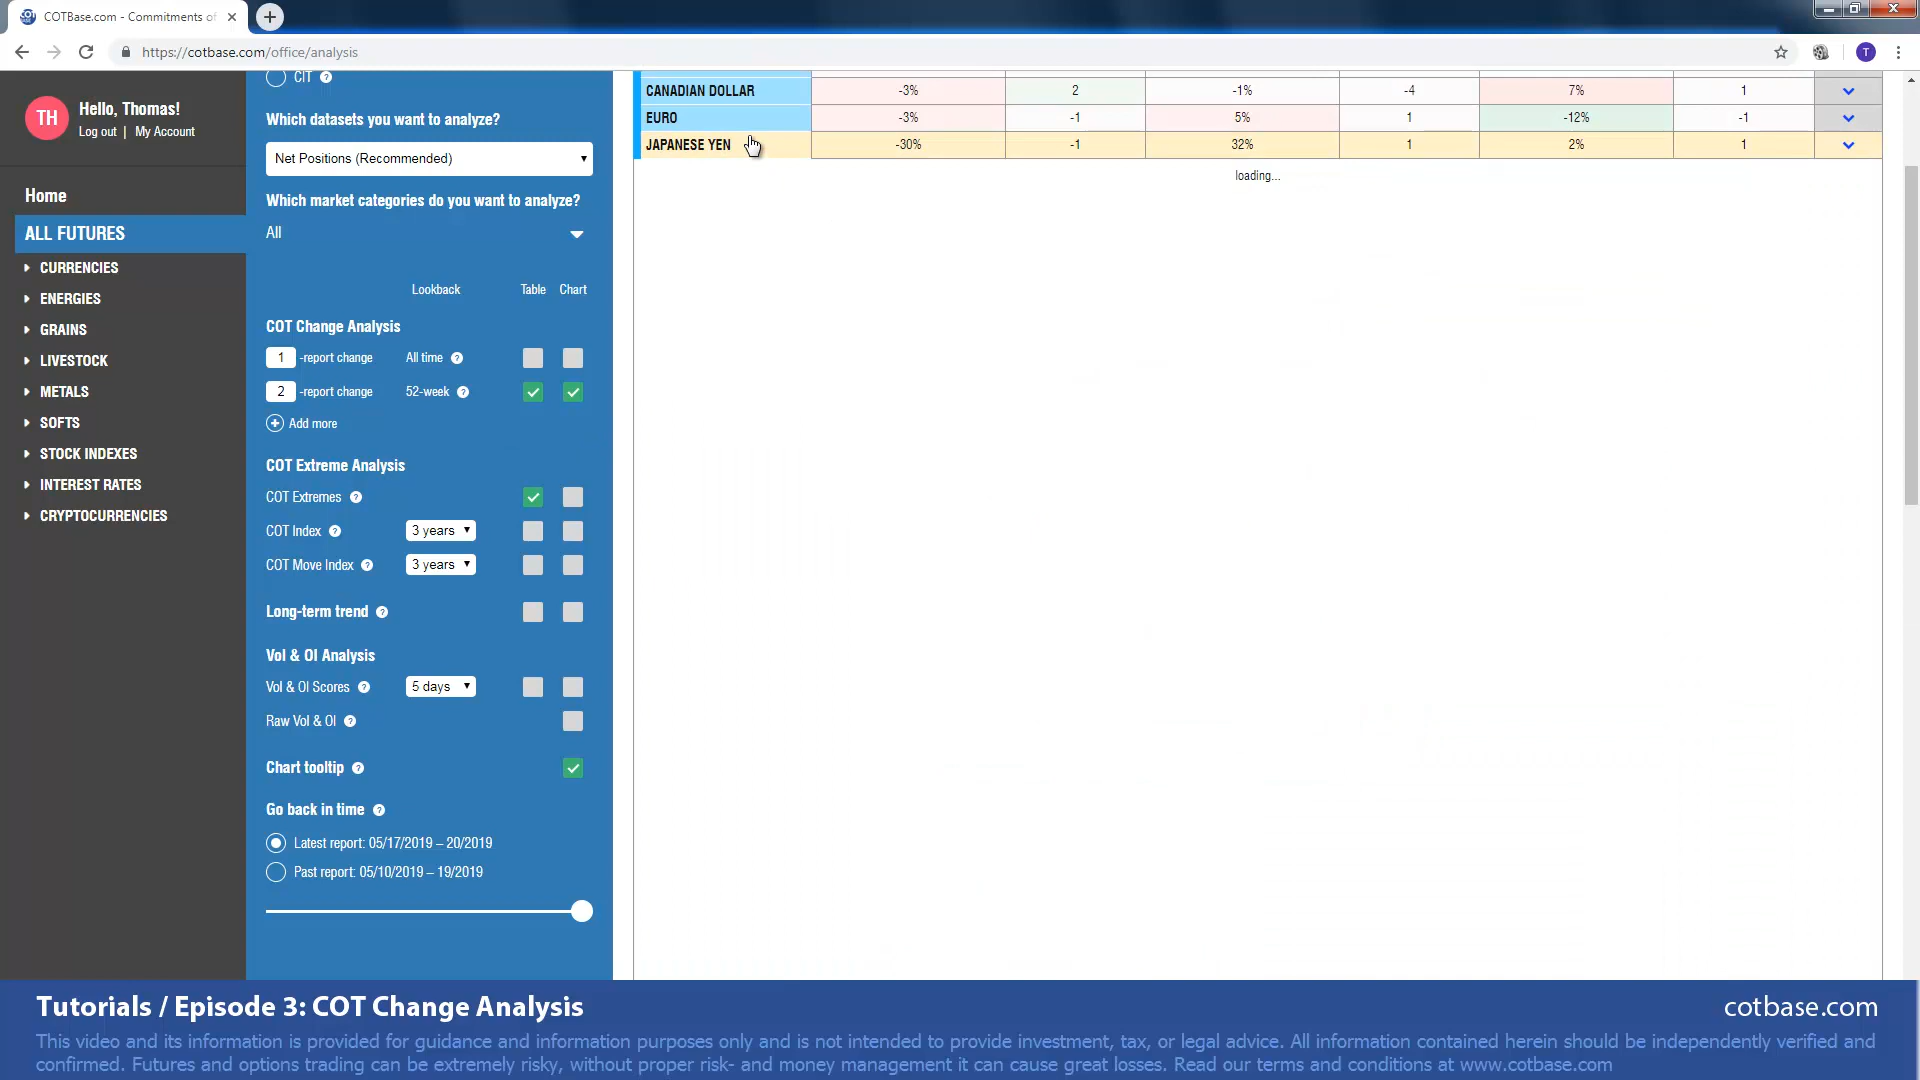 COTBase.com - Commitments of
https://cotbase.com/office/analysis
T
TH
Hello, Thomas!
Log out | My Account
Home
ALL FUTURES
CURRENCIES
ENERGIES
GRAINS
LIVESTOCK
METALS
SOFTS
STOCK INDEXES
INTEREST RATES
CRYPTOCURRENCIES
CIT ?
Which datasets you want to analyze?
Net Positions (Recommended)
Which market categories do you want to analyze?
All
Lookback Table Chart
COT Change Analysis
1 -report change All time ?
2 -report change 52-week ?
Add more
COT Extreme Analysis
COT Extremes ?
COT Index ? 3 years
COT Move Index ? 3 years
Long-term trend ?
Vol & OI Analysis
Vol & OI Scores ? 5 days
Raw Vol & OI ?
Chart tooltip ?
Go back in time ?
Latest report: 05/17/2019 – 20/2019
Past report: 05/10/2019 – 19/2019
CANADIAN DOLLAR -3% 2 -1% -4 7% 1
EURO -3% -1 5% 1 -12% -1
JAPANESE YEN -30% -1 32% 1 2% 1
loading...
Tutorials / Episode 3: COT Change Analysis
cotbase.com
This video and its information is provided for guidance and information purposes only and is not intended to provide investment, tax, or legal advice. All information contained herein should be independently verified and
confirmed. Futures and options trading can be extremely risky, without proper risk- and money management it can cause great losses. Read our terms and conditions at www.cotbase.com